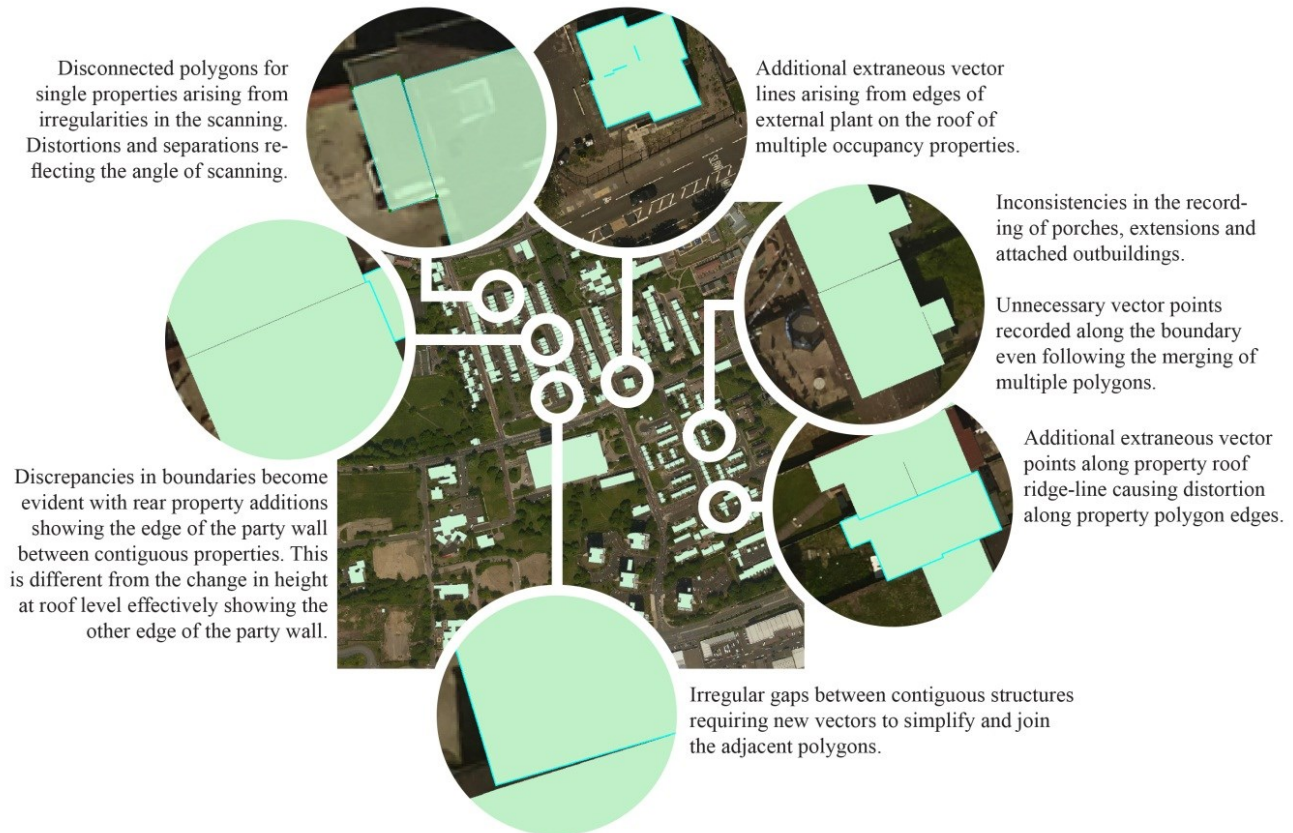 Disconnected polygons for
single properties arising from
irregularities in the scanning.
Distortions and separations re-
flecting the angle of scanning.
Additional extraneous vector
lines arising from edges of
external plant on the roof of
multiple occupancy properties.
Inconsistencies in the record-
ing of porches, extensions and
attached outbuildings.
Unnecessary vector points
recorded along the boundary
even following the merging of
multiple polygons.
Additional extraneous vector
points along property roof
ridge-line causing distortion
along property polygon edges.
Discrepancies in boundaries become
evident with rear property additions
showing the edge of the party wall
between contiguous properties. This
is different from the change in height
at roof level effectively showing the
other edge of the party wall.
Irregular gaps between contiguous structures
requiring new vectors to simplify and join
the adjacent polygons.